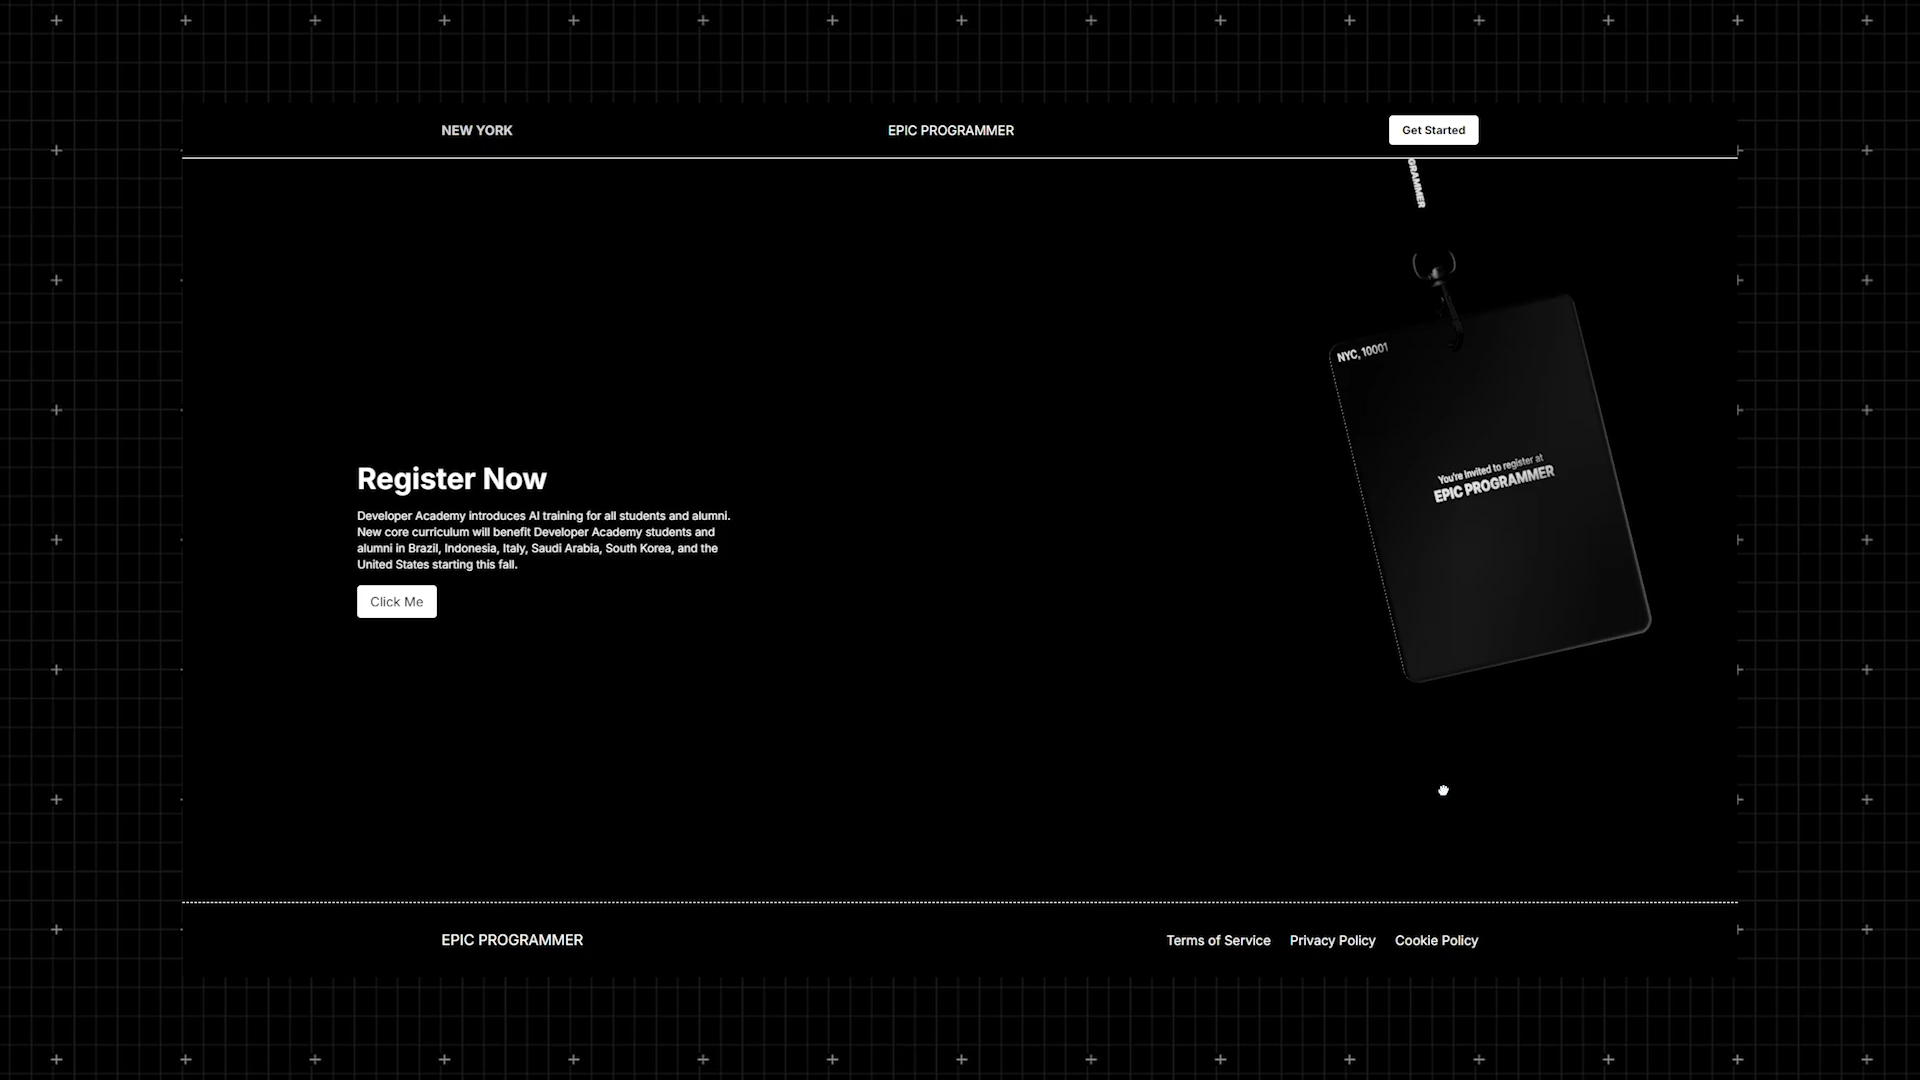 NEW YORK
EPIC PROGRAMMER
Get Started
GRAMMER
NYC, 10001
You're Invited to register at
EPIC PROGRAMMER
Register Now
Developer Academy introduces AI training for all students and alumni.
New core curriculum will benefit Developer Academy students and
alumni in Brazil, Indonesia, Italy, Saudi Arabia, South Korea, and the
United States starting this fall.
Click Me
EPIC PROGRAMMER
Terms of Service
Privacy Policy
Cookie Policy